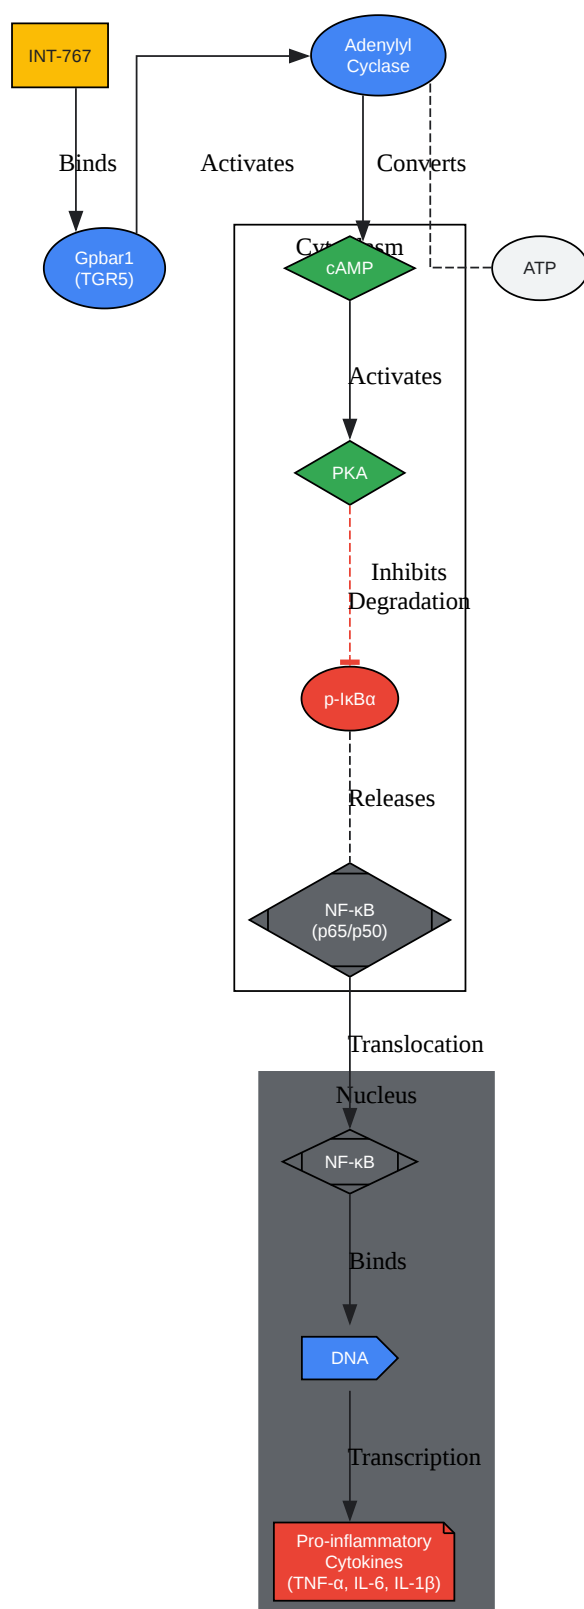 INT-767
Adenylyl
Cyclase
Binds
Activates
Converts
Gpbar1
(TGR5)
Cytoplasm
cAMP
ATP
Activates
PKA
Inhibits
Degradation
p-IκBα
Releases
NF-κB
(p65/p50)
Translocation
Nucleus
NF-κB
Binds
DNA
Transcription
Pro-inflammatory
Cytokines
(TNF-α, IL-6, IL-1β)